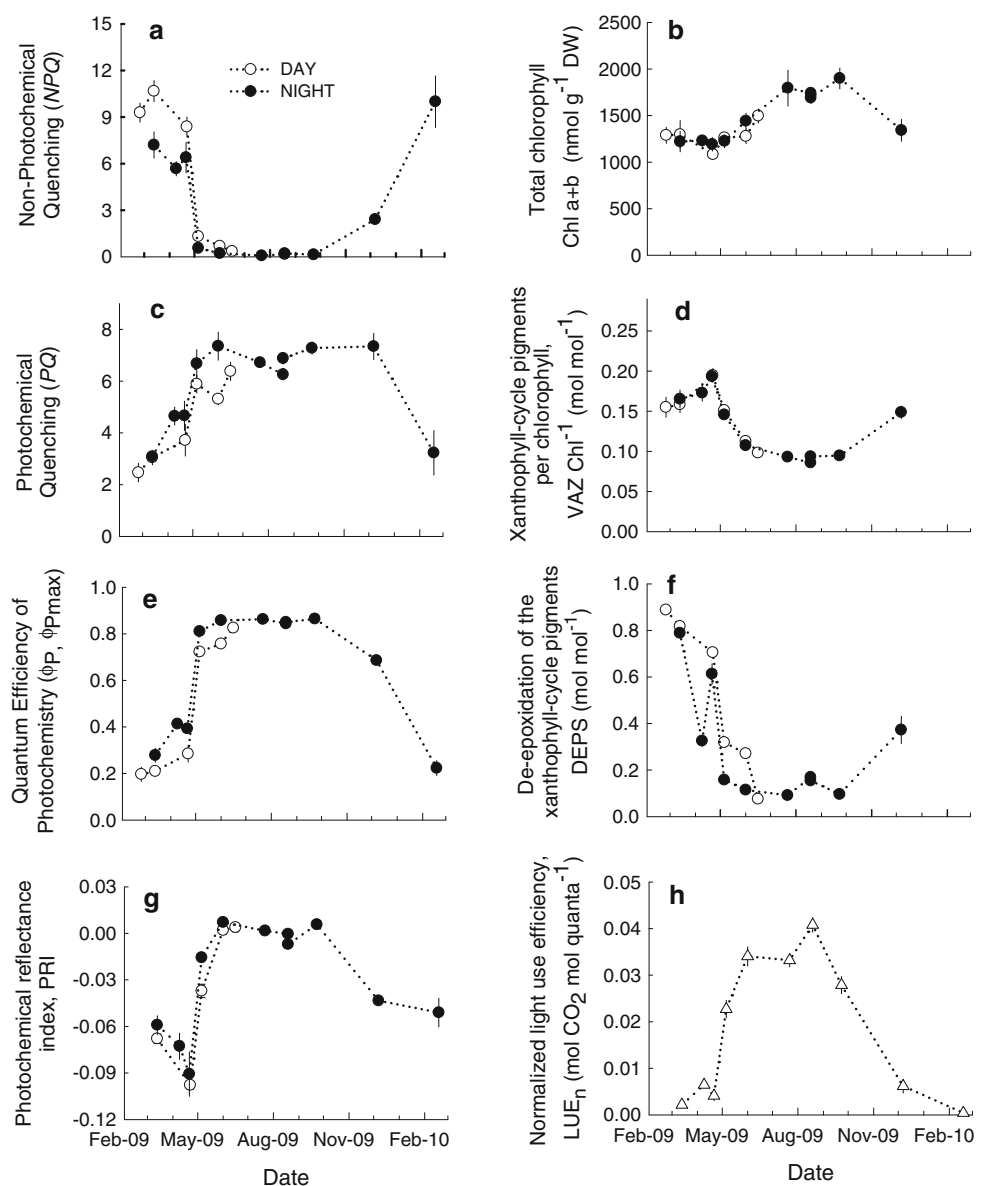 a
Non-Photochemical
Quenching (NPQ)
15
12
9
6
3
0
DAY
NIGHT
b
Total chlorophyll
Chl a+b (nmol g-1 DW)
2500
2000
1500
1000
500
0
c
Photochemical
Quenching (PQ)
8
6
4
2
0
d
Xanthophyll-cycle pigments
per chlorophyll,
VAZ Chl-1 (mol mol-1)
0.25
0.20
0.15
0.10
0.05
0.00
e
Quantum Efficiency of
Photochemistry (ϕP, ϕPmax)
1.0
0.8
0.6
0.4
0.2
0.0
f
De-epoxidation of the
xanthophyll-cycle pigments
DEPS (mol mol-1)
1.0
0.8
0.6
0.4
0.2
0.0
g
Photochemical reflectance
index, PRI
0.03
0.00
-0.03
-0.06
-0.09
-0.12
Feb-09 May-09 Aug-09 Nov-09 Feb-10
Date
h
Normalized light use efficiency,
LUEn (mol CO2 mol quanta-1)
0.05
0.04
0.03
0.02
0.01
0.00
Feb-09 May-09 Aug-09 Nov-09 Feb-10
Date